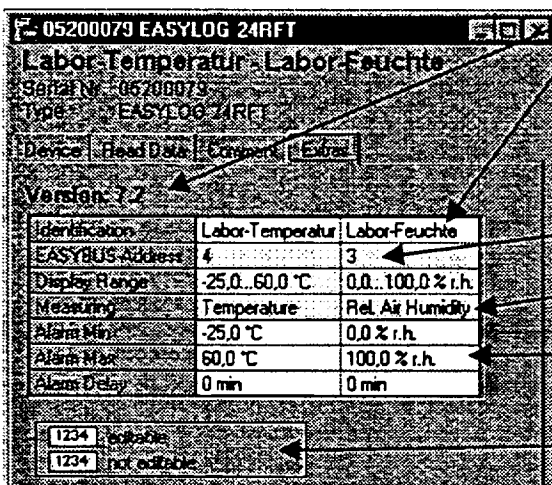 05200079 EASYLOG 24RFT
Labor-Temperatur - Labor-Feuchte
Serial Nr. 05200079
Type: EASYLOG 24RFT
Device Read Data Comment Extras
Version: 7.7
Identification Labor-Temperatur Labor-Feuchte
EASYBUS-Address 4 3
Display Range -25,0...60,0 °C 0,0...100,0 % r.h.
Measuring Temperature Rel. Air Humidity
Alarm Min -25,0 °C 0,0 % r.h.
Alarm Max 60,0 °C 100,0 % r.h.
Alarm Delay 0 min 0 min
1234 editable
1234 not editable